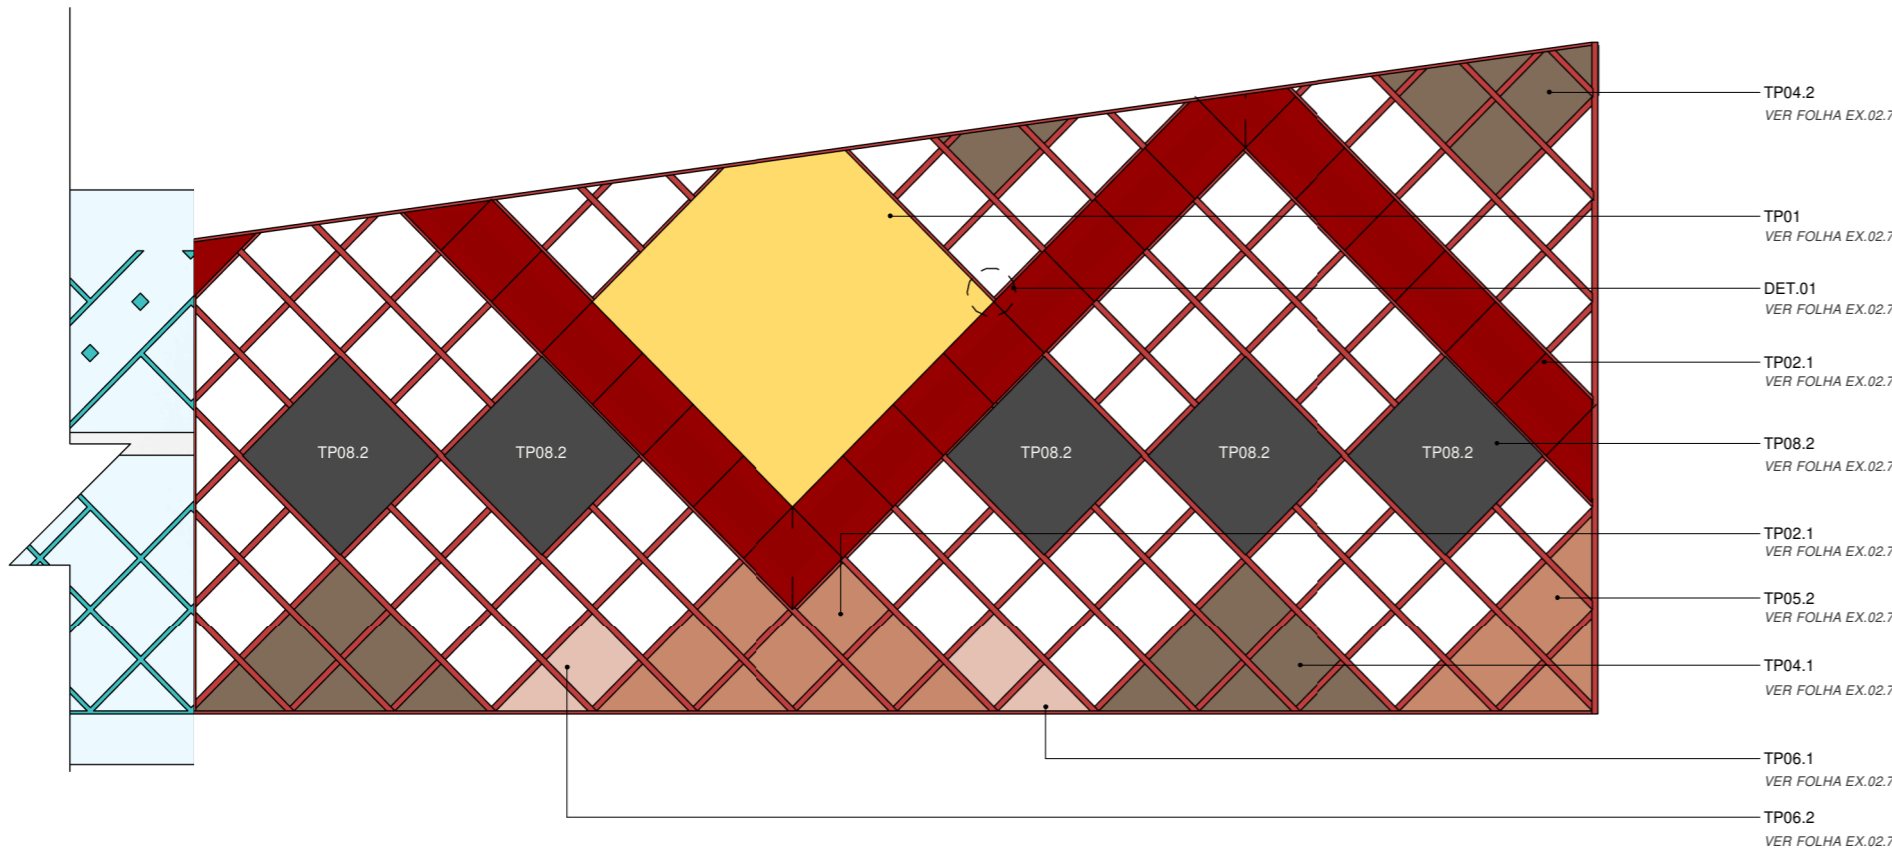 TP04.2
VER FOLHA EX.02.7
TP01
VER FOLHA EX.02.7
DET.01
VER FOLHA EX.02.7
TP02.1
VER FOLHA EX.02.7
TP08.2
VER FOLHA EX.02.7
TP08.2 TP08.2 TP08.2 TP08.2 TP08.2
TP02.1
VER FOLHA EX.02.7
TP05.2
VER FOLHA EX.02.7
TP04.1
VER FOLHA EX.02.7
TP06.1
VER FOLHA EX.02.7
TP06.2
VER FOLHA EX.02.7